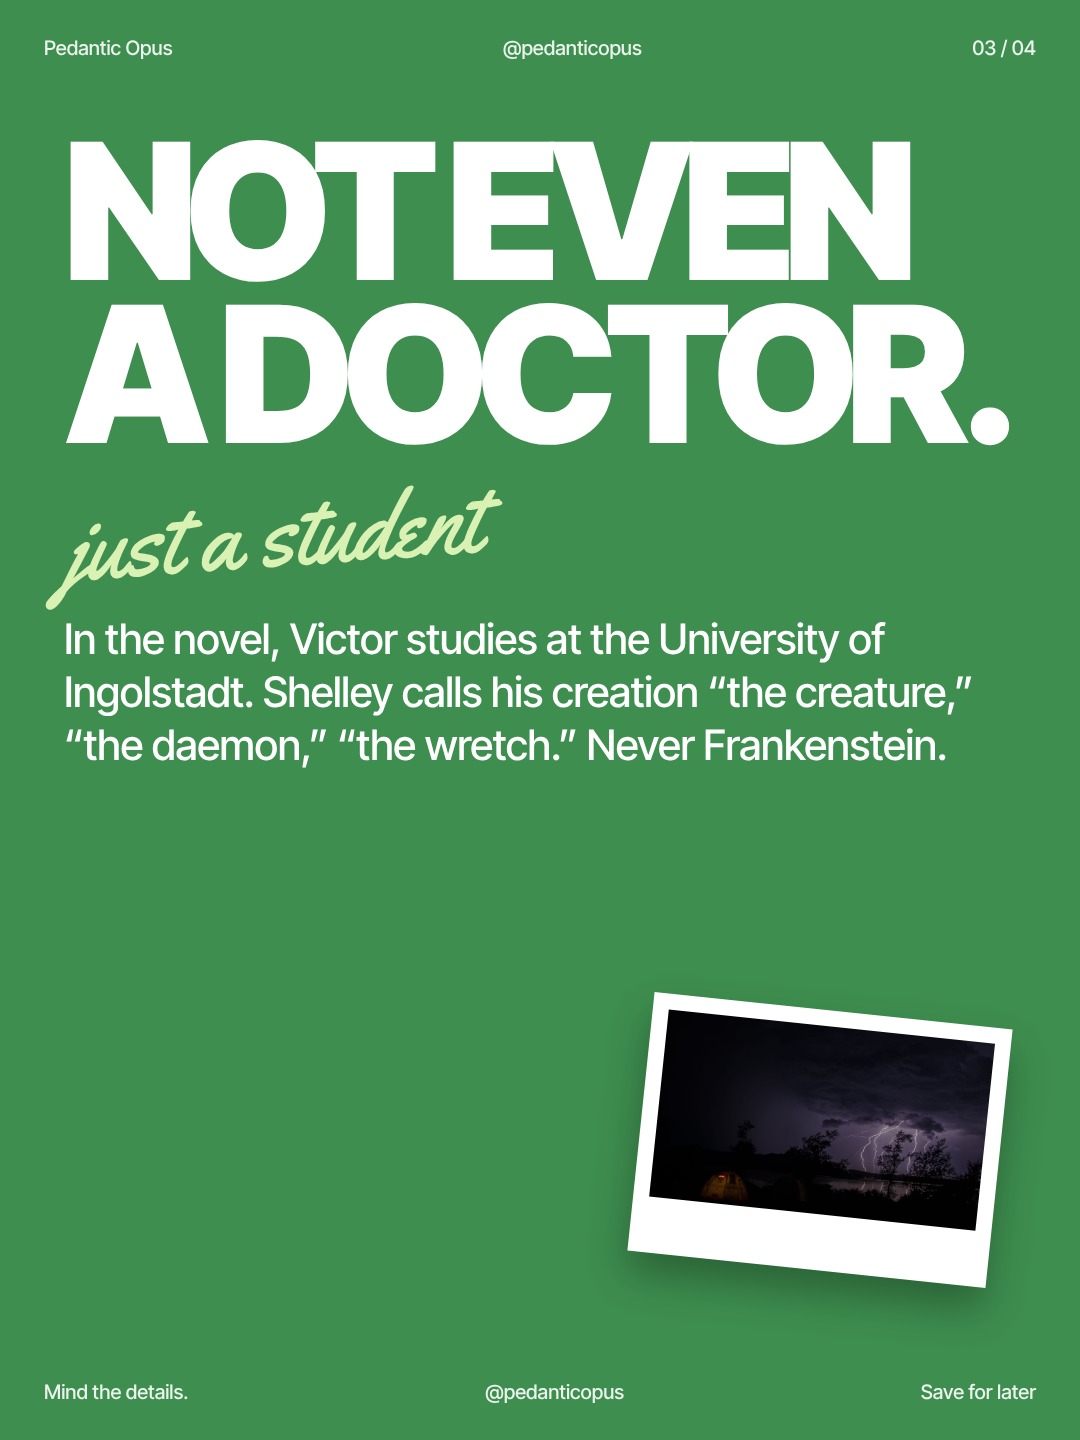 Pedantic Opus
@pedanticopus
03 / 04
NOT EVEN
A DOCTOR.
just a student
In the novel, Victor studies at the University of
Ingolstadt. Shelley calls his creation “the creature,”
“the daemon,” “the wretch.” Never Frankenstein.
Mind the details.
@pedanticopus
Save for later